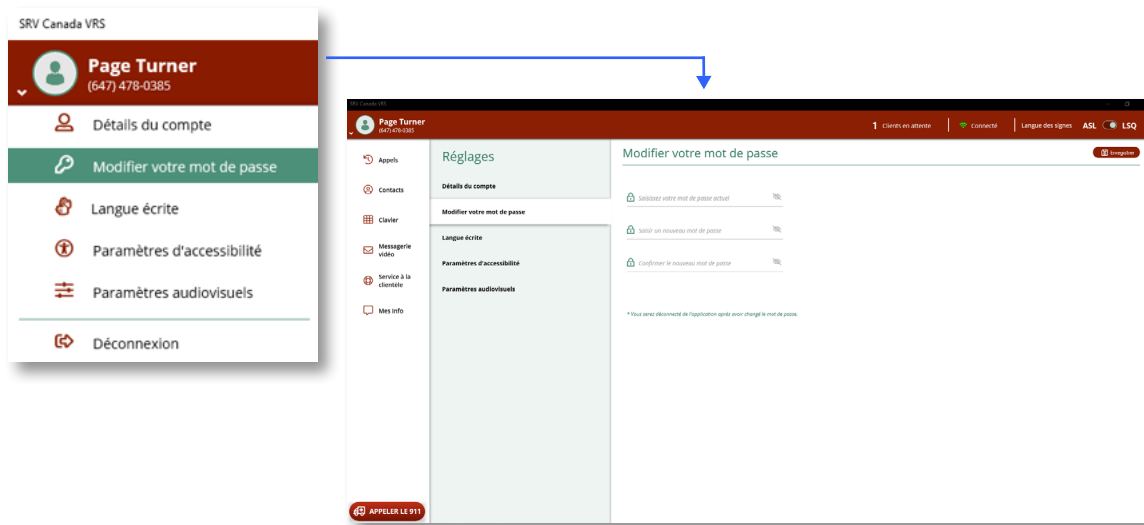 SRV Canada VRS
Page Turner
(647) 478-0385
Détails du compte
Modifier votre mot de passe
Langue écrite
Paramètres d'accessibilité
Paramètres audiovisuels
Déconnexion
SRV Canada VRS
Page Turner
(647) 478-0385
1 Clients en attente
Connecté
Langue des signes ASL LSQ
Appels
Contacts
Clavier
Messagerie
vidéo
Service à la
clientèle
Mes Info
APPELER LE 911
Réglages
Détails du compte
Modifier votre mot de passe
Langue écrite
Paramètres d'accessibilité
Paramètres audiovisuels
Modifier votre mot de passe
Enregistrer
Saisissez votre mot de passe actuel
Saisir un nouveau mot de passe
Confirmer le nouveau mot de passe
* Vous serez déconnecté de l'application après avoir changé le mot de passe.